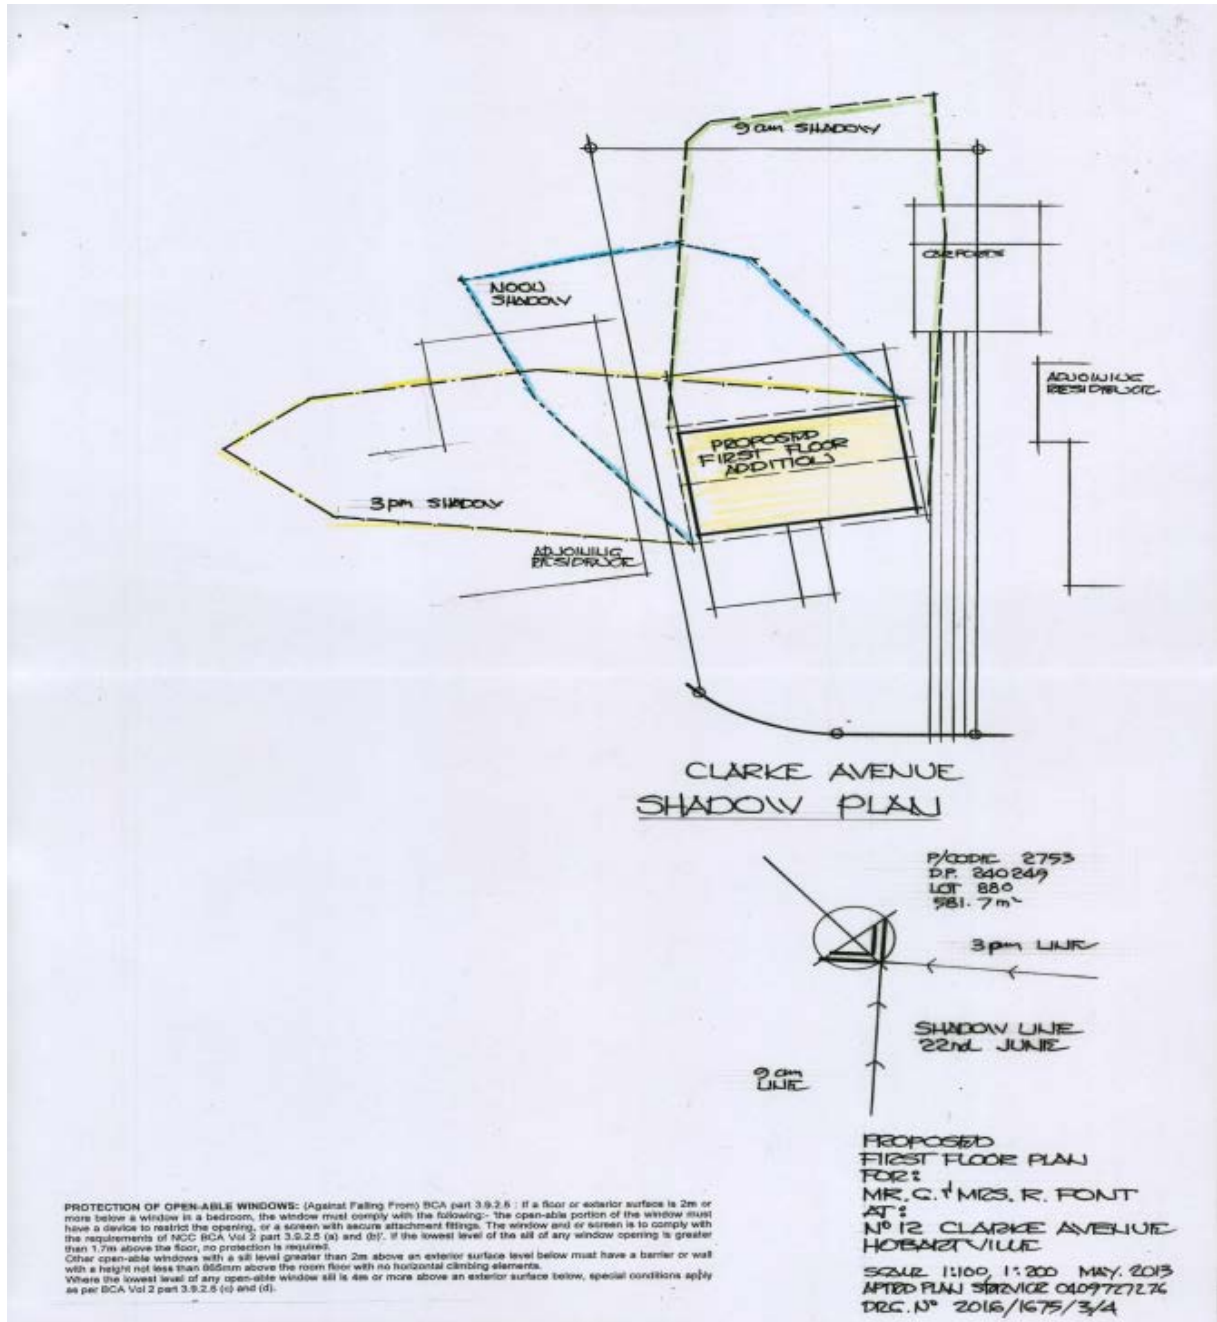 9am SHADOW
CARPORTS
NOON
SHADOW
ADJOINING
RESIDENCE
PROPOSED
FIRST FLOOR
ADDITION
3pm SHADOW
ADJOINING
RESIDENCE
CLARKE AVENUE
SHADOW PLAN
P/CODE 2753
D.P. 240249
LOT 880
581.7m²
3pm LINE
SHADOW LINE
22nd JUNE
9am
LINE
PROPOSED
FIRST FLOOR PLAN
FOR:
MR. C. & MRS. R. FONT
AT:
Nº 12 CLARKE AVENUE
HOBARTVILLE
SCALE 1:100, 1:200 MAY. 2013
APTED PLAN SERVICE 0409727276
DRG. Nº 2016/1675/3/4
PROTECTION OF OPEN-ABLE WINDOWS: (Against Falling From) BCA part 3.9.2.5 : If a floor or exterior surface is 2m or
more below a window in a bedroom, the window must comply with the following:- 'the open-able portion of the window must
have a device to restrict the opening, or a screen with secure attachment fittings. The window and or screen is to comply with
the requirements of NCC BCA Vol 2 part 3.9.2.5 (a) and (b)'. If the lowest level of the sill of any window opening is greater
than 1.7m above the floor, no protection is required.
Other open-able windows with a sill level greater than 2m above an exterior surface level below must have a barrier or wall
with a height not less than 865mm above the room floor with no horizontal climbing elements.
Where the lowest level of any open-able window sill is 4m or more above an exterior surface below, special conditions apply
as per BCA Vol 2 part 3.9.2.5 (c) and (d).